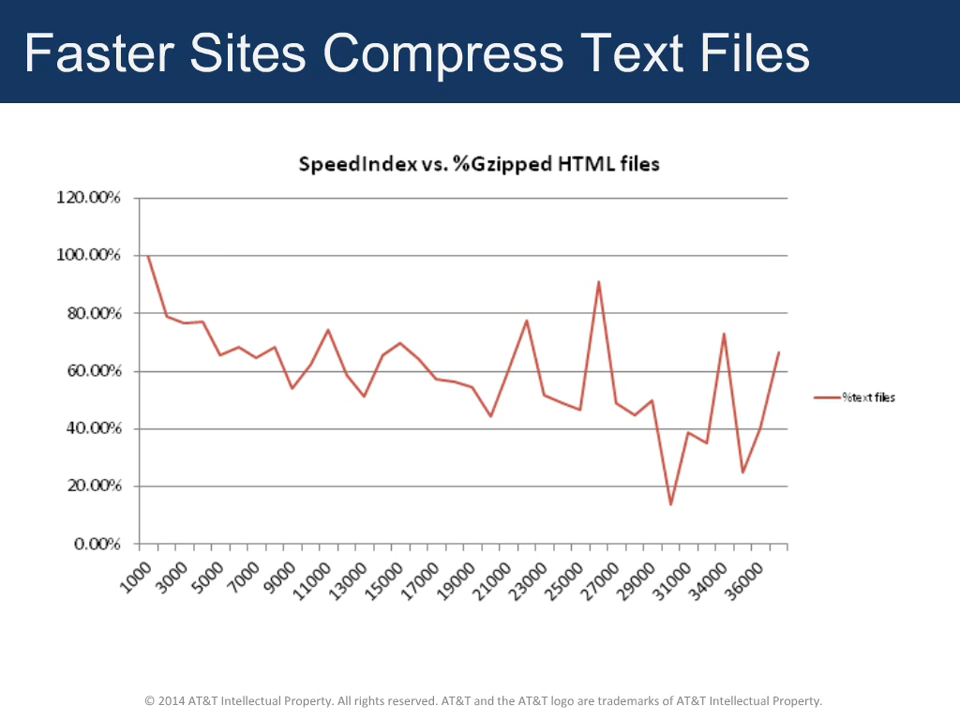 Faster Sites Compress Text Files
SpeedIndex vs. %Gzipped HTML files
120.00%
100.00%
80.00%
60.00%
40.00%
20.00%
0.00%
%text files
1000 3000 5000 7000 9000 11000 13000 15000 17000 19000 21000 23000 25000 27000 29000 31000 34000 36000
© 2014 AT&T Intellectual Property. All rights reserved. AT&T and the AT&T logo are trademarks of AT&T Intellectual Property.